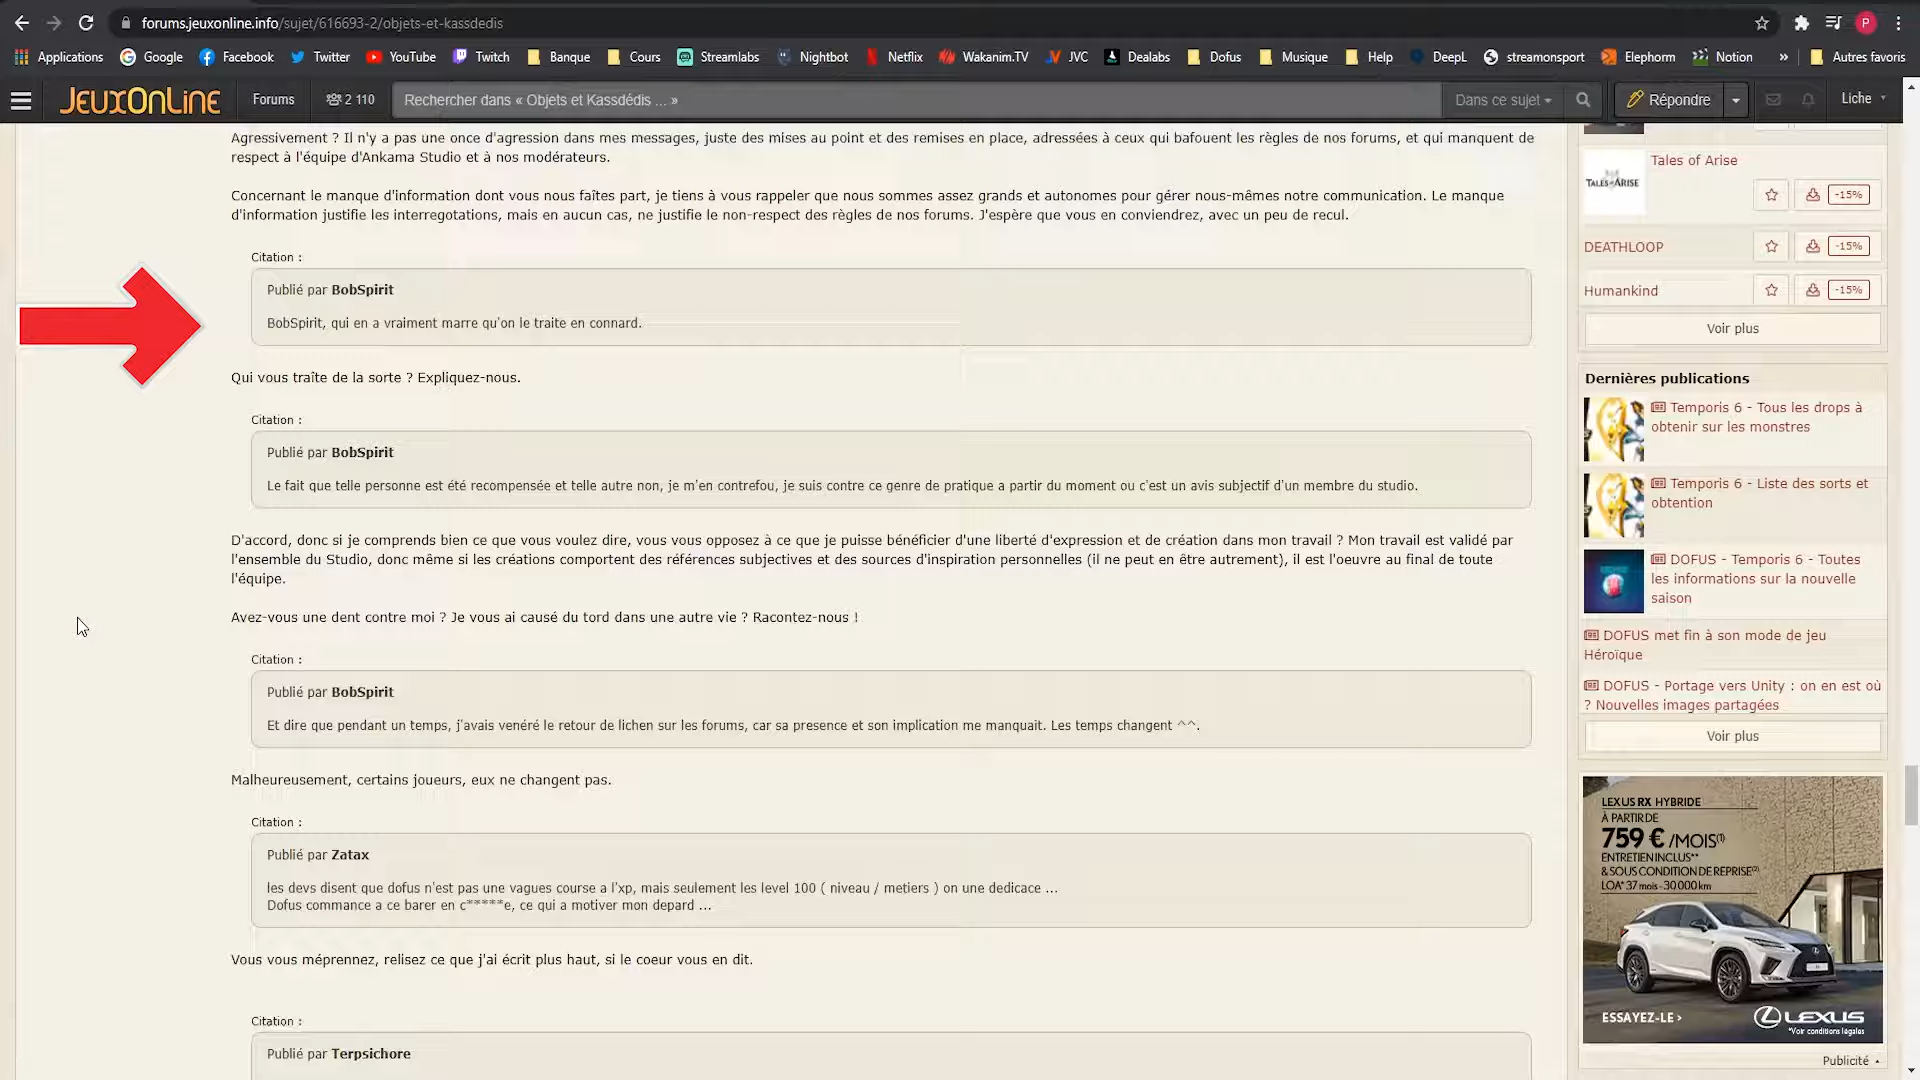 forums.jeuxonline.info/sujet/616693-2/objets-et-kassdedis
P
Applications Google Facebook Twitter YouTube Twitch Banque Cours Streamlabs Nightbot Netflix Wakanim.TV JVC Dealabs Dofus Musique Help DeepL streamonsport Elephorm Notion » Autres favoris
JEUXONLINE Forums 2 110 Rechercher dans « Objets et Kassdédis ... » Dans ce sujet Répondre Liche
Agressivement ? Il n'y a pas une once d'agression dans mes messages, juste des mises au point et des remises en place, adressées à ceux qui bafouent les règles de nos forums, et qui manquent de
respect à l'équipe d'Ankama Studio et à nos modérateurs.
Concernant le manque d'information dont vous nous faîtes part, je tiens à vous rappeler que nous sommes assez grands et autonomes pour gérer nous-mêmes notre communication. Le manque
d'information justifie les interregotations, mais en aucun cas, ne justifie le non-respect des règles de nos forums. J'espère que vous en conviendrez, avec un peu de recul.
Citation :
Publié par BobSpirit
BobSpirit, qui en a vraiment marre qu'on le traite en connard.
Qui vous traîte de la sorte ? Expliquez-nous.
Citation :
Publié par BobSpirit
Le fait que telle personne est été recompensée et telle autre non, je m'en contrefou, je suis contre ce genre de pratique a partir du moment ou c'est un avis subjectif d'un membre du studio.
D'accord, donc si je comprends bien ce que vous voulez dire, vous vous opposez à ce que je puisse bénéficier d'une liberté d'expression et de création dans mon travail ? Mon travail est validé par
l'ensemble du Studio, donc même si les créations comportent des références subjectives et des sources d'inspiration personnelles (il ne peut en être autrement), il est l'oeuvre au final de toute
l'équipe.
Avez-vous une dent contre moi ? Je vous ai causé du tord dans une autre vie ? Racontez-nous !
Citation :
Publié par BobSpirit
Et dire que pendant un temps, j'avais venéré le retour de lichen sur les forums, car sa presence et son implication me manquait. Les temps changent ^^.
Malheureusement, certains joueurs, eux ne changent pas.
Citation :
Publié par Zatax
les devs disent que dofus n'est pas une vagues course a l'xp, mais seulement les level 100 ( niveau / metiers ) on une dedicace ...
Dofus commance a ce barer en c*****e, ce qui a motiver mon depard ...
Vous vous méprennez, relisez ce que j'ai écrit plus haut, si le coeur vous en dit.
Citation :
Publié par Terpsichore
TALES OF ARISE
Tales of Arise
-15%
DEATHLOOP -15%
Humankind -15%
Voir plus
Dernières publications
Temporis 6 - Tous les drops à
obtenir sur les monstres
Temporis 6 - Liste des sorts et
obtention
DOFUS - Temporis 6 - Toutes
les informations sur la nouvelle
saison
DOFUS met fin à son mode de jeu
Héroïque
DOFUS - Portage vers Unity : on en est où
? Nouvelles images partagées
Voir plus
LEXUS RX HYBRIDE
À PARTIR DE
759 € /MOIS(1)
ENTRETIEN INCLUS**
& SOUS CONDITION DE REPRISE(2)
LOA* 37 mois - 30 000 km
ESSAYEZ-LE >
LEXUS
*Voir conditions légales
Publicité